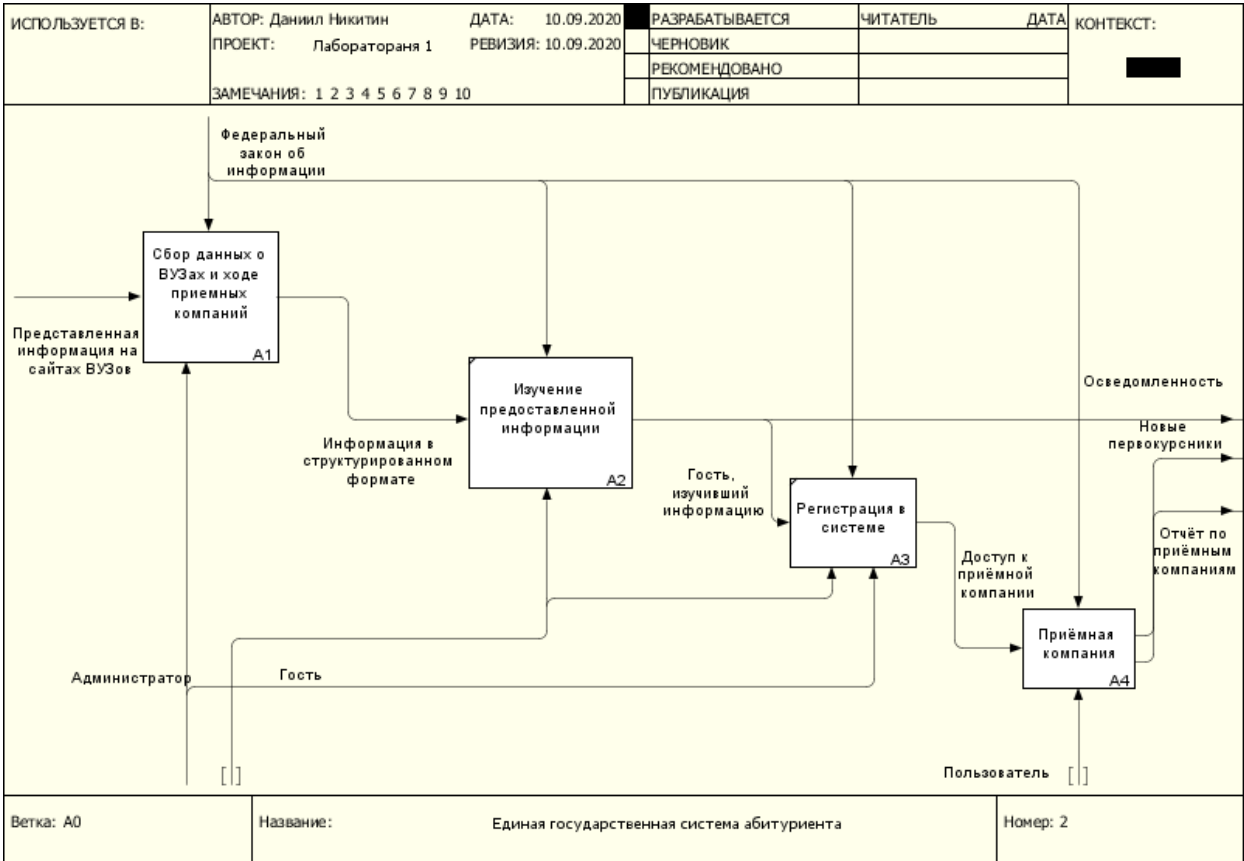 ИСПОЛЬЗУЕТСЯ В:
АВТОР: Даниил Никитин
ДАТА: 10.09.2020
ПРОЕКТ: Лабораторaня 1
РЕВИЗИЯ: 10.09.2020
ЗАМЕЧАНИЯ: 1 2 3 4 5 6 7 8 9 10
РАЗРАБАТЫВАЕТСЯ
ЧЕРНОВИК
РЕКОМЕНДОВАНО
ПУБЛИКАЦИЯ
ЧИТАТЕЛЬ
ДАТА
КОНТЕКСТ:
Федеральный
закон об
информации
Сбор данных о
ВУЗах и ходе
приемных
компаний
A1
Представленная
информация на
сайтах ВУЗов
Изучение
предоставленной
информации
A2
Информация в
структурированном
формате
Осведомленность
Новые
первокурсники
Гость,
изучивший
информацию
Регистрация в
системе
A3
Отчёт по
приёмным
компаниям
Доступ к
приёмной
компании
Приёмная
компания
A4
Администратор
Гость
Пользователь
Ветка: A0
Название:
Единая государственная система абитуриента
Номер: 2